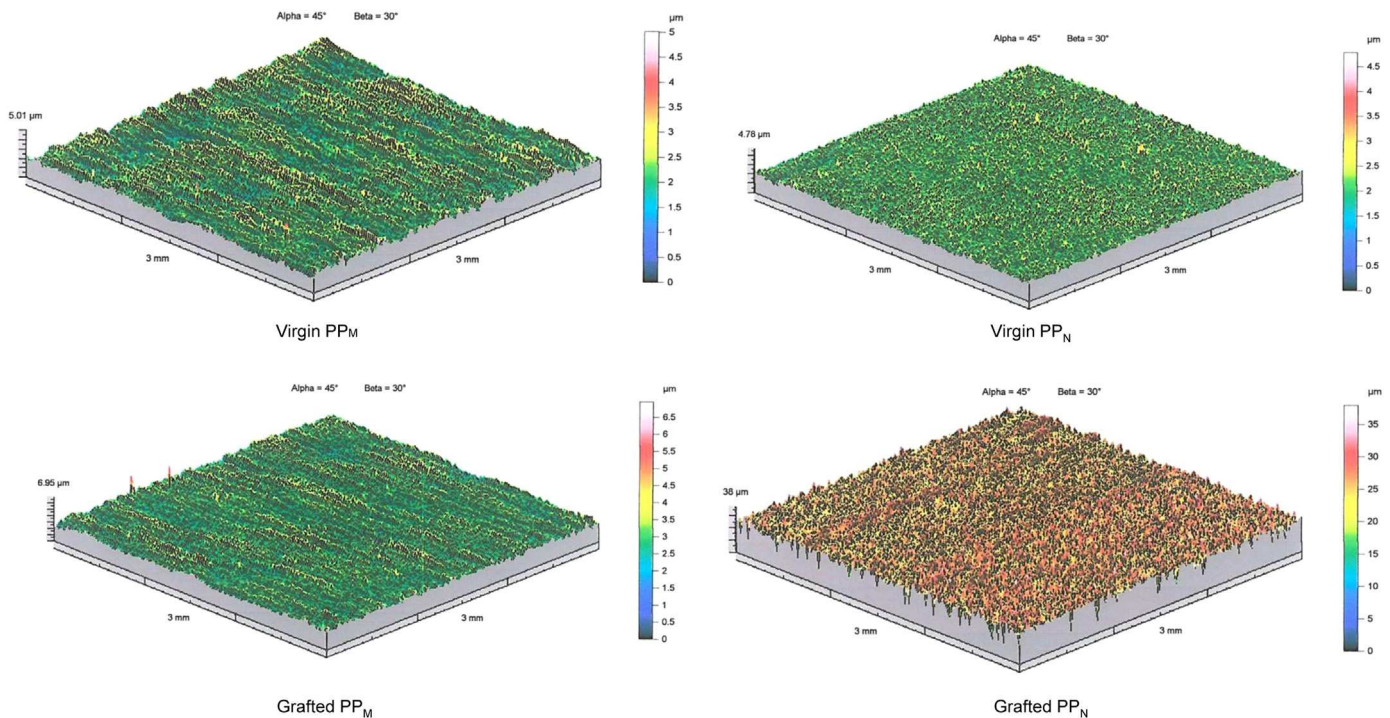 Alpha = 45° Beta = 30°
µm
5
4.5
4
3.5
3
2.5
2
1.5
1
0.5
0
5.01 µm
3 mm
3 mm
Virgin PPM
Alpha = 45° Beta = 30°
µm
4.5
4
3.5
3
2.5
2
1.5
1
0.5
0
4.78 µm
3 mm
3 mm
Virgin PPN
Alpha = 45° Beta = 30°
µm
6.5
6
5.5
5
4.5
4
3.5
3
2.5
2
1.5
1
0.5
0
6.95 µm
3 mm
3 mm
Grafted PPM
Alpha = 45° Beta = 30°
µm
35
30
25
20
15
10
5
0
38 µm
3 mm
3 mm
Grafted PPN